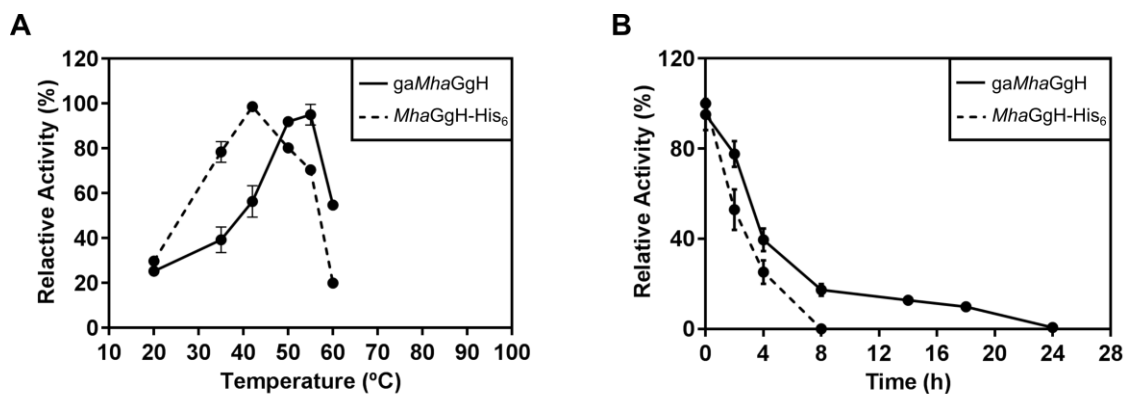 A
Relactive Activity (%)
120
100
80
60
40
20
0
10 20 30 40 50 60 70 80 90 100
Temperature (ºC)
gaMhaGgH
MhaGgH-His₆
B
Relative Activity (%)
120
80
40
0
0 4 8 12 16 20 24 28
Time (h)
gaMhaGgH
MhaGgH-His₆